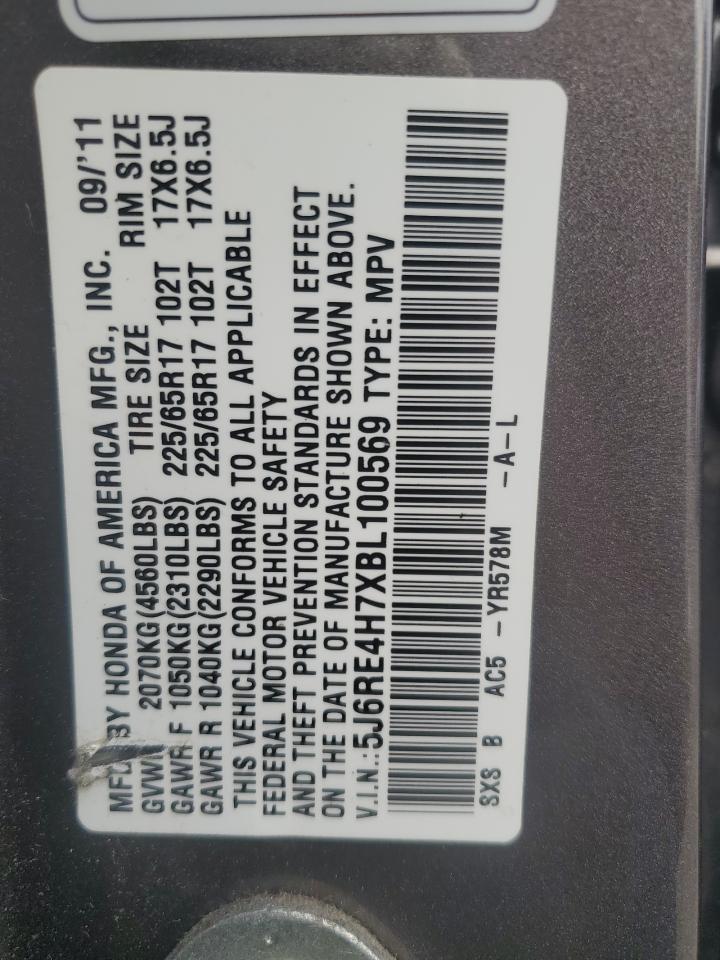 MFD. BY HONDA OF AMERICA MFG., INC. 09/'11
GVWR 2070KG(4560LBS) TIRE SIZE RIM SIZE
GAWR F 1050KG(2310LBS) 225/65R17 102T 17X6.5J
GAWR R 1040KG(2290LBS) 225/65R17 102T 17X6.5J
THIS VEHICLE CONFORMS TO ALL APPLICABLE
FEDERAL MOTOR VEHICLE SAFETY
AND THEFT PREVENTION STANDARDS IN EFFECT
ON THE DATE OF MANUFACTURE SHOWN ABOVE.
V.I.N.:5J6RE4H7XBL100569 TYPE: MPV
SXS B AC5 -YR578M -A-L